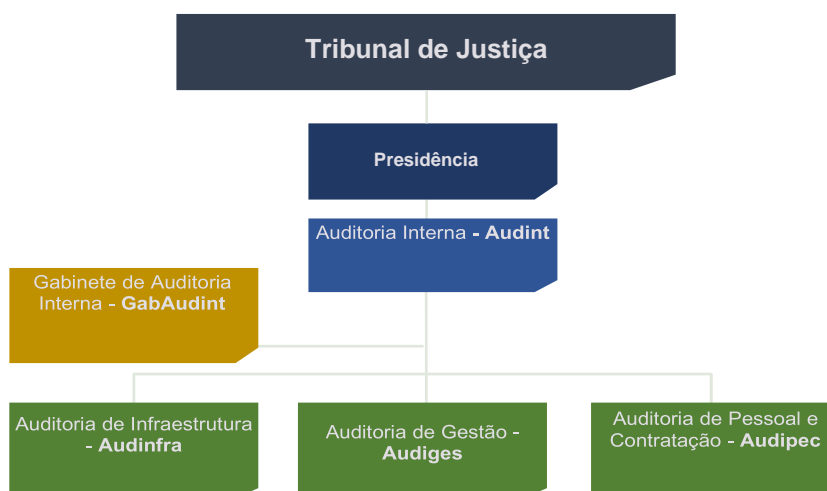 Tribunal de Justiça
Presidência
Auditoria Interna - Audint
Gabinete de Auditoria
Interna - GabAudint
Auditoria de Infraestrutura
- Audinfra
Auditoria de Gestão -
Audiges
Auditoria de Pessoal e
Contratação - Audipec